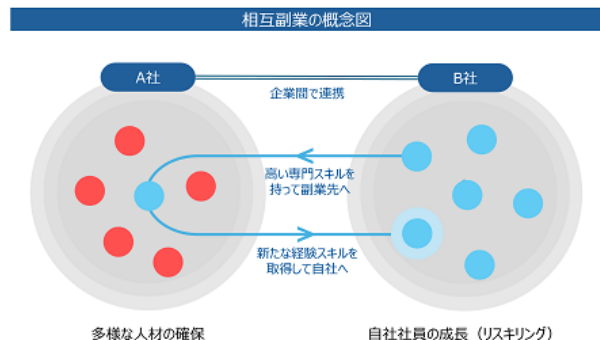 相互副業の概念図
A社
B社
企業間で連携
高い専門スキルを
持って副業先へ
新たな経験スキルを
取得して自社へ
多様な人材の確保
自社社員の成長（リスキリング）